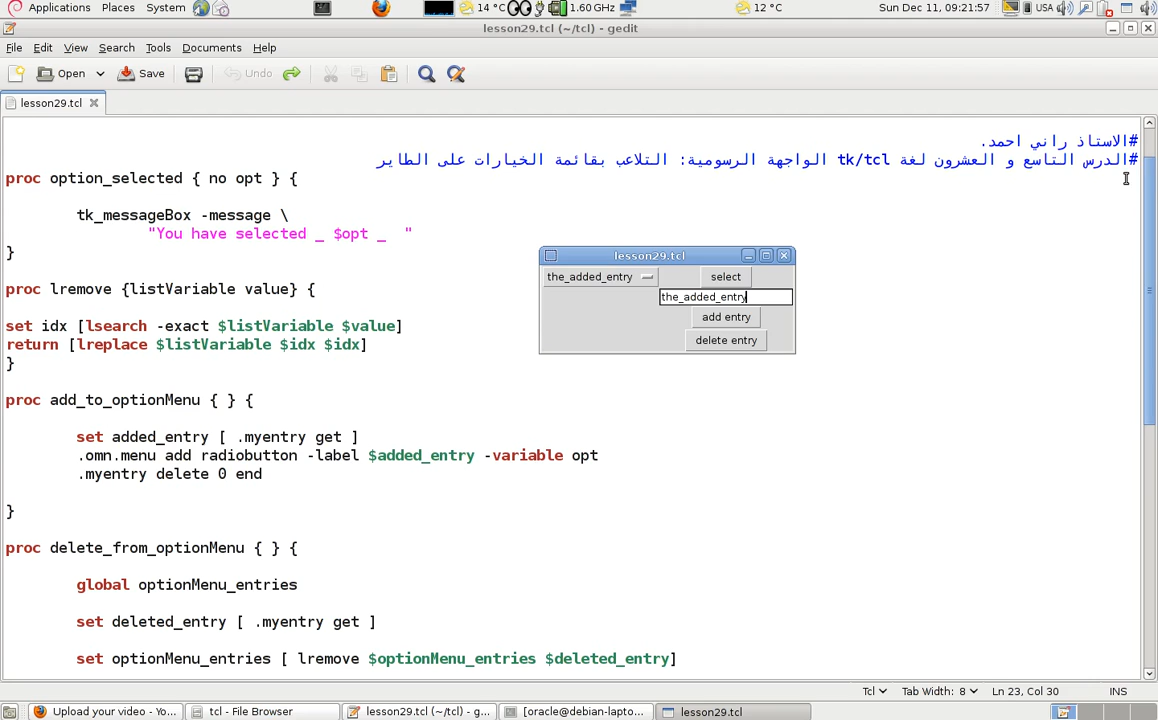 Applications Places System 14 °C 1.60 GHz 12 °C Sun Dec 11, 09:21:57 USA
lesson29.tcl (~/tcl) - gedit
File Edit View Search Tools Documents Help
Open Save Undo
lesson29.tcl
#الاستاذ راني احمد.
#الدرس التاسع و العشرون لغة tk/tcl الواجهة الرسومية: التلاعب بقائمة الخيارات على الطاير
proc option_selected { no opt } {
tk_messageBox -message \
"You have selected _ $opt _  "
}
proc lremove {listVariable value} {
set idx [lsearch -exact $listVariable $value]
return [lreplace $listVariable $idx $idx]
}
proc add_to_optionMenu { } {
set added_entry [ .myentry get ]
.omn.menu add radiobutton -label $added_entry -variable opt
.myentry delete 0 end
}
proc delete_from_optionMenu { } {
global optionMenu_entries
set deleted_entry [ .myentry get ]
set optionMenu_entries [ lremove $optionMenu_entries $deleted_entry]
lesson29.tcl
the_added_entry select
the_added_entry
add entry
delete entry
Tcl Tab Width: 8 Ln 23, Col 30 INS
Upload your video - Yo... tcl - File Browser lesson29.tcl (~/tcl) - g... [oracle@debian-lapto... lesson29.tcl